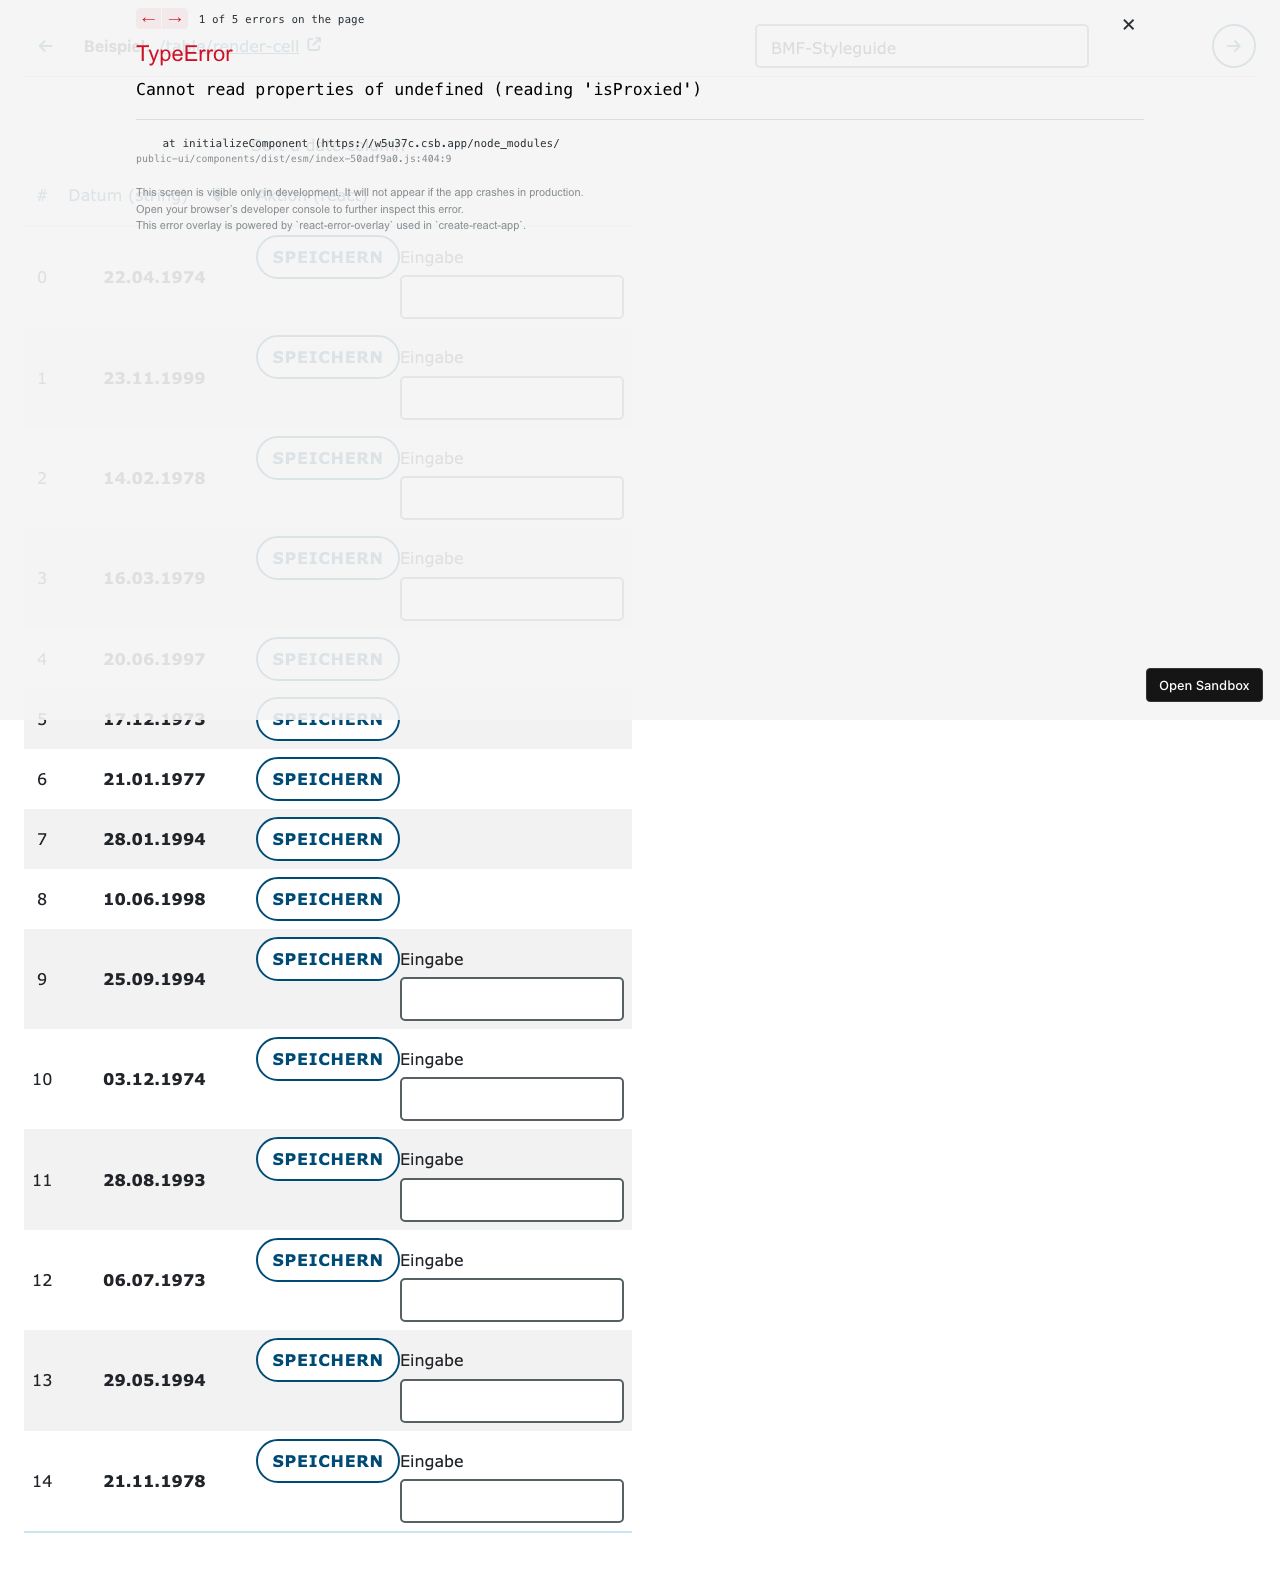 ← → 1 of 5 errors on the page
← Beispiel /table/render-cell BMF-Styleguide
TypeError
Cannot read properties of undefined (reading 'isProxied')
at initializeComponent (https://w5u37c.csb.app/node_modules/
public-ui/components/dist/esm/index-50adf9a0.js:404:9
# Datum (string) Aktion (react)
This screen is visible only in development. It will not appear if the app crashes in production.
Open your browser's developer console to further inspect this error.
This error overlay is powered by `react-error-overlay` used in `create-react-app`.
0 22.04.1974 SPEICHERN Eingabe
1 23.11.1999 SPEICHERN Eingabe
2 14.02.1978 SPEICHERN Eingabe
3 16.03.1979 SPEICHERN Eingabe
4 20.06.1997 SPEICHERN
Open Sandbox
5 17.12.1973 SPEICHERN
6 21.01.1977 SPEICHERN
7 28.01.1994 SPEICHERN
8 10.06.1998 SPEICHERN
9 25.09.1994 SPEICHERN Eingabe
10 03.12.1974 SPEICHERN Eingabe
11 28.08.1993 SPEICHERN Eingabe
12 06.07.1973 SPEICHERN Eingabe
13 29.05.1994 SPEICHERN Eingabe
14 21.11.1978 SPEICHERN Eingabe